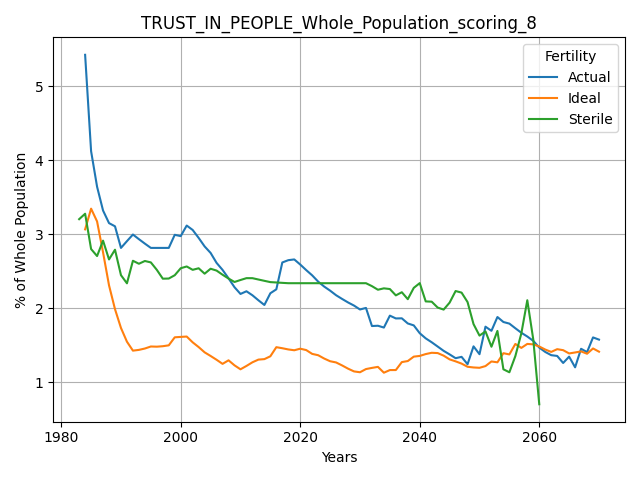 TRUST_IN_PEOPLE_Whole_Population_scoring_8
Fertility
Actual
Ideal
Sterile
% of Whole Population
5
4
3
2
1
1980
2000
2020
2040
2060
Years